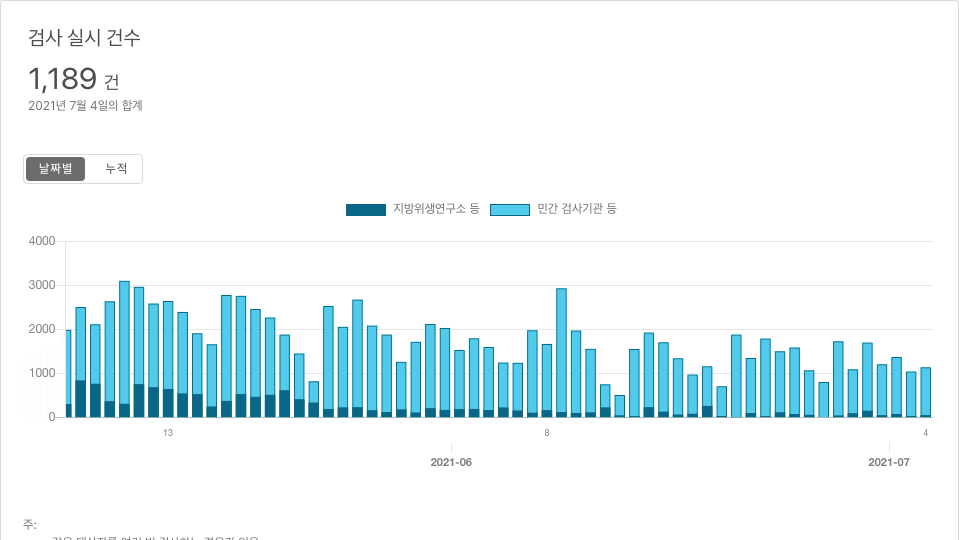 검사 실시 건수
1,189 건
2021년 7월 4일의 합계
날짜별 누적
지방위생연구소 등 민간 검사기관 등
4000
3000
2000
1000
0
13 8 4
2021-06 2021-07
주: